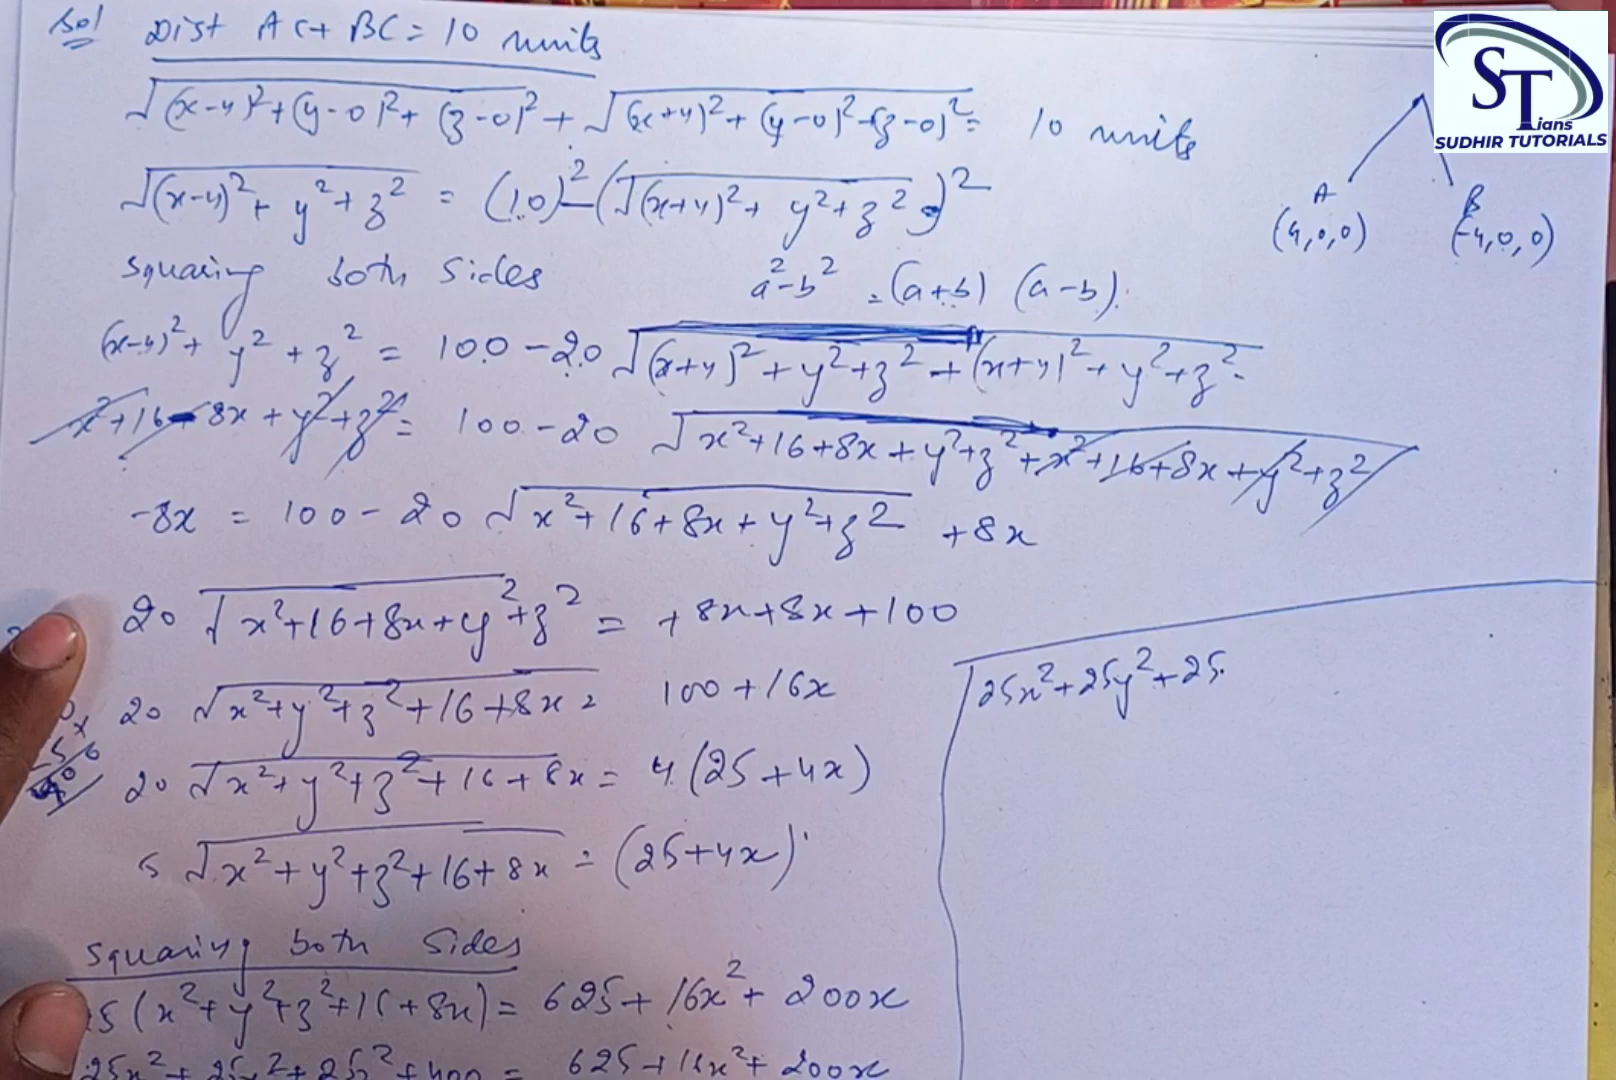 Sol Dist AC+ BC = 10 units
√(x-4)²+(y-0)²+ (z-0)² + √(x+4)²+ (y-0)²+(z-0)² = 10 units
√(x-4)²+ y²+z² = (10)²-(√(x+4)²+ y²+z²)²
squaring both sides a²-b² = (a+b) (a-b).
(x-4)²+ y²+z² = 100-20 √(x+4)²+y²+z² + (x+4)²+y²+z²
x²+16-8x+y²+z² = 100-20 √x²+16+8x+y²+z²+x²+16+8x+y²+z²
-8x = 100-20 √x²+16+8x+y²+z² +8x
20 √x²+16+8x+y²+z² = +8x+8x+100
20 √x²+y²+z²+16+8x = 100+16x
20 √x²+y²+z²+16+8x = 4(25+4x)
5 √x²+y²+z²+16+8x = (25+4x)
squaring both sides
25(x²+y²+z²+16+8x) = 625+16x²+200x
25x²+25y²+25z²+400 = 625+16x²+200x
A B
(4,0,0) (-4,0,0)
√25x²+25y²+25.
ST
ians
SUDHIR TUTORIALS